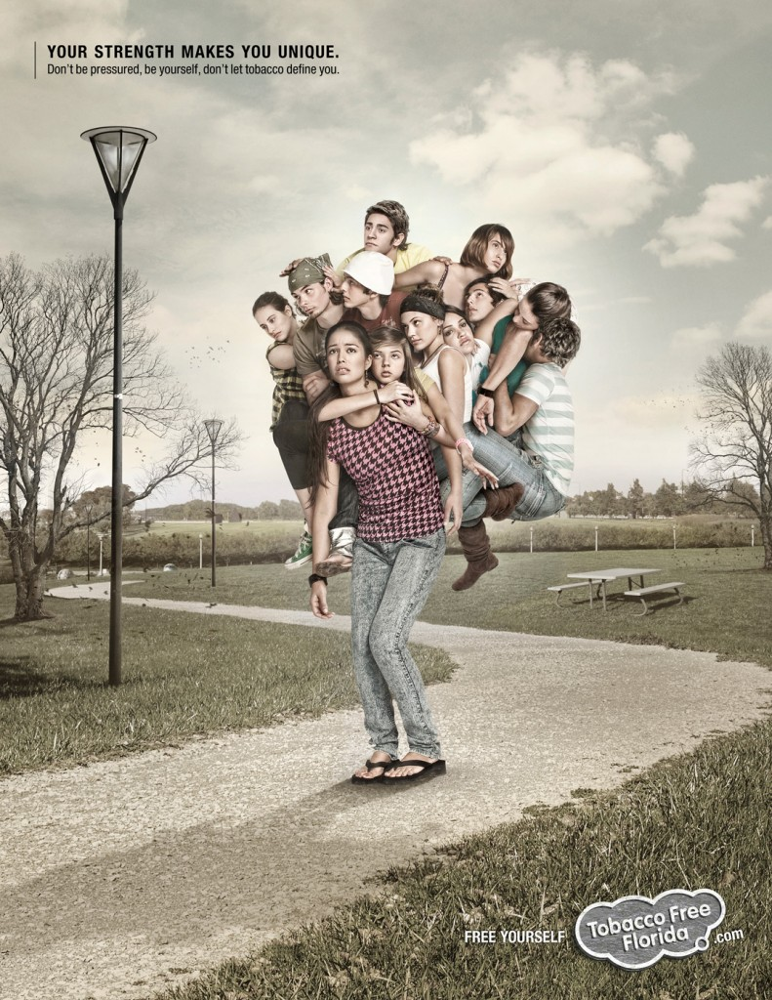 YOUR STRENGTH MAKES YOU UNIQUE.
Don't be pressured, be yourself, don't let tobacco define you.
FREE YOURSELF
Tobacco Free
Florida
.com